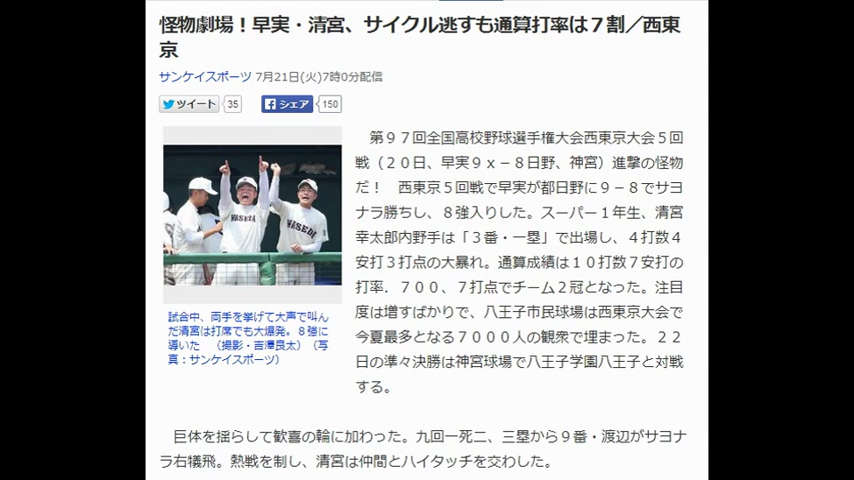 怪物劇場！早実・清宮、サイクル逃すも通算打率は７割／西東
京
サンケイスポーツ 7月21日(火)7時0分配信
ツイート 35 シェア 150
第９７回全国高校野球選手権大会西東京大会５回
戦（２０日、早実９ｘ－８日野、神宮）進撃の怪物
だ！　西東京５回戦で早実が都日野に９－８でサヨ
ナラ勝ちし、８強入りした。スーパー１年生、清宮
幸太郎内野手は「３番・一塁」で出場し、４打数４
安打３打点の大暴れ。通算成績は１０打数７安打の
打率．７００、７打点でチーム２冠となった。注目
度は増すばかりで、八王子市民球場は西東京大会で
今夏最多となる７０００人の観衆で埋まった。２２
日の準々決勝は神宮球場で八王子学園八王子と対戦
する。
WASEDA
WASEDA
試合中、両手を挙げて大声で叫ん
だ清宮は打席でも大爆発。８強に
導いた　（撮影・吉澤良太）（写
真：サンケイスポーツ）
巨体を揺らして歓喜の輪に加わった。九回一死二、三塁から９番・渡辺がサヨナ
ラ右犠飛。熱戦を制し、清宮は仲間とハイタッチを交わした。